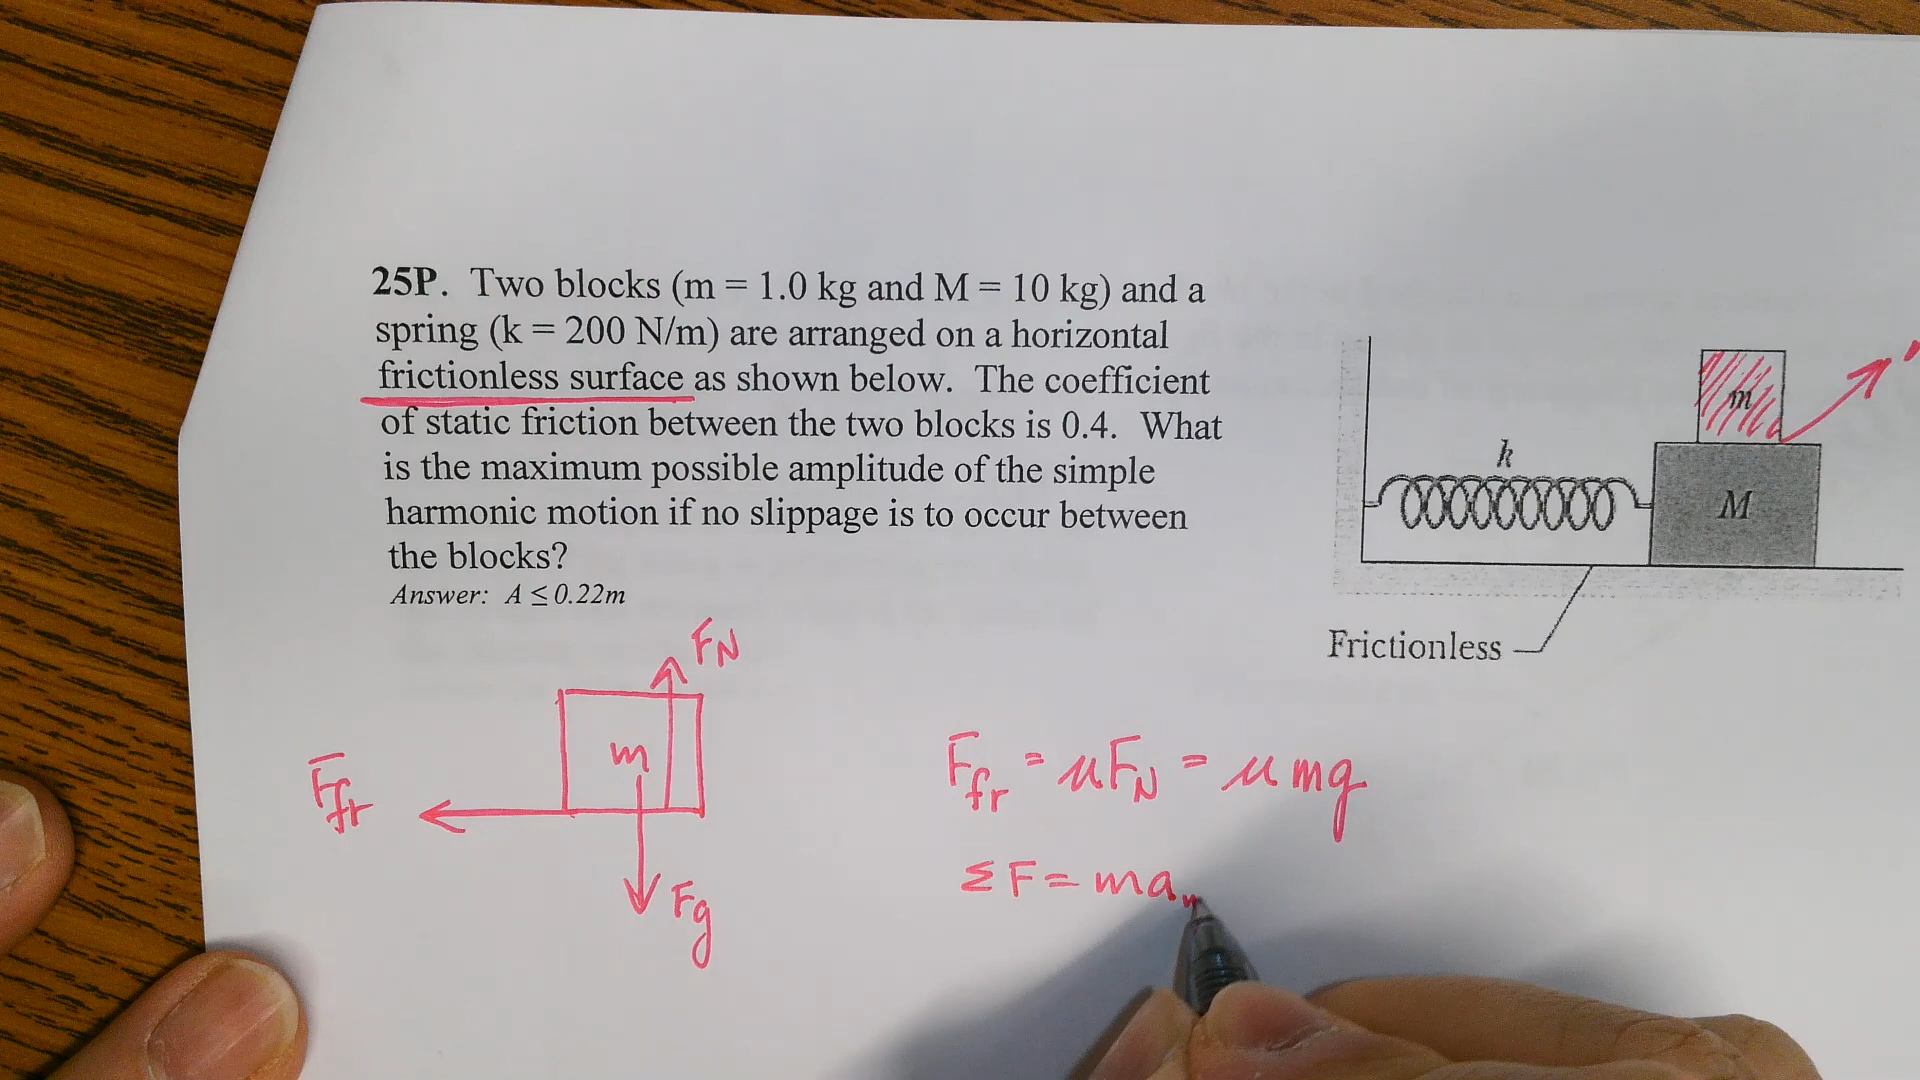 25P. Two blocks (m = 1.0 kg and M = 10 kg) and a
spring (k = 200 N/m) are arranged on a horizontal
frictionless surface as shown below. The coefficient
of static friction between the two blocks is 0.4. What
is the maximum possible amplitude of the simple
harmonic motion if no slippage is to occur between
the blocks?
Answer: A ≤ 0.22m
m
k
M
Frictionless
FN
m
Ffr
Fg
Ffr = μFN = μmg
ΣF = ma